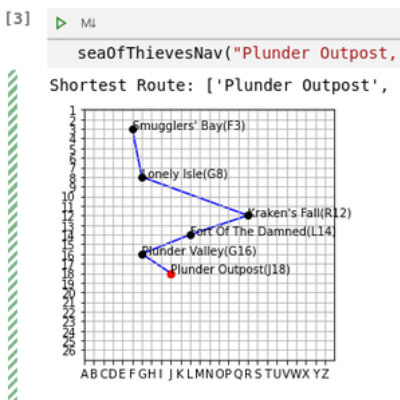 [3]
M↓
seaOfThievesNav("Plunder Outpost,
Shortest Route: ['Plunder Outpost',
1
2
3
4
5
6
7
8
9
10
11
12
13
14
15
16
17
18
19
20
21
22
23
24
25
26
Smugglers' Bay(F3)
Lonely Isle(G8)
Kraken's Fall(R12)
Fort Of The Damned(L14)
Plunder Valley(G16)
Plunder Outpost(J18)
A B C D E F G H I J K L M N O P Q R S T U V W X Y Z